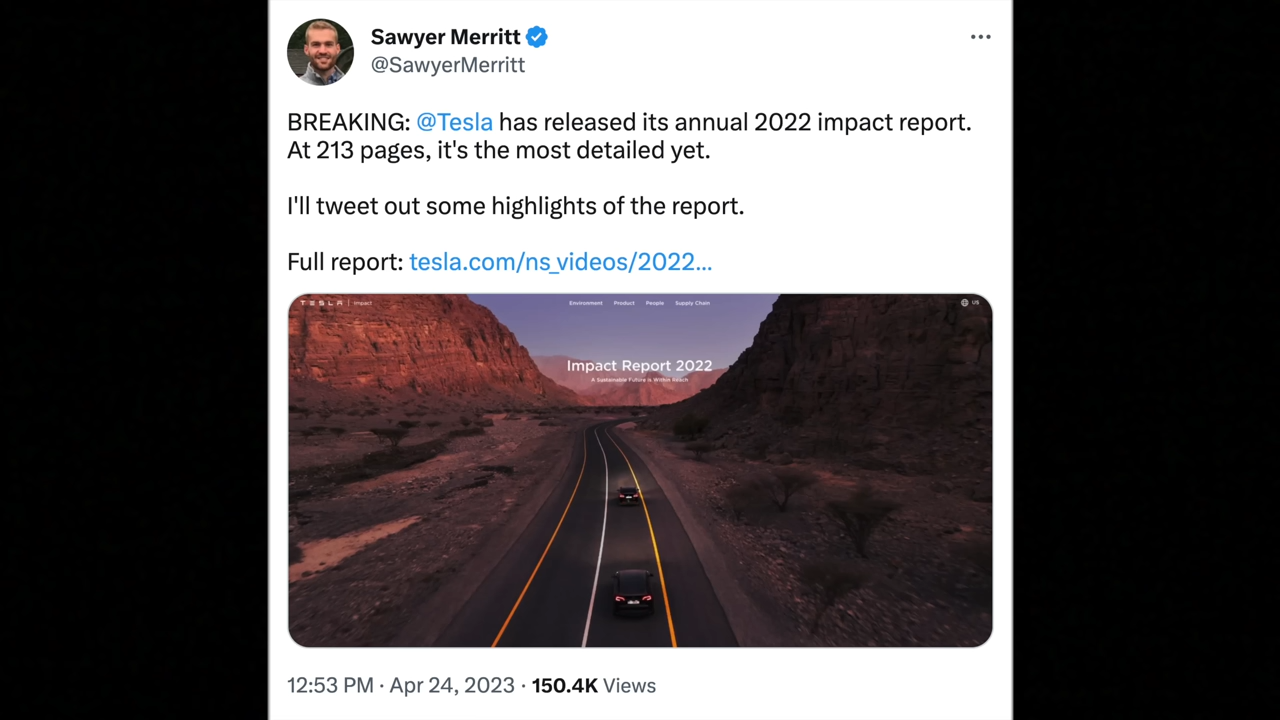 Sawyer Merritt
@SawyerMerritt
BREAKING: @Tesla has released its annual 2022 impact report.
At 213 pages, it's the most detailed yet.
I'll tweet out some highlights of the report.
Full report: tesla.com/ns_videos/2022...
TESLA | Impact Environment Product People Supply Chain US
Impact Report 2022
A Sustainable Future is Within Reach
12:53 PM · Apr 24, 2023 · 150.4K Views